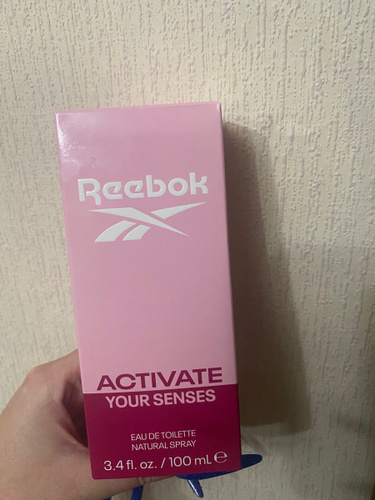 Reebok
ACTIVATE
YOUR SENSES
EAU DE TOILETTE
NATURAL SPRAY
3.4 fl. oz. / 100 ml ℮